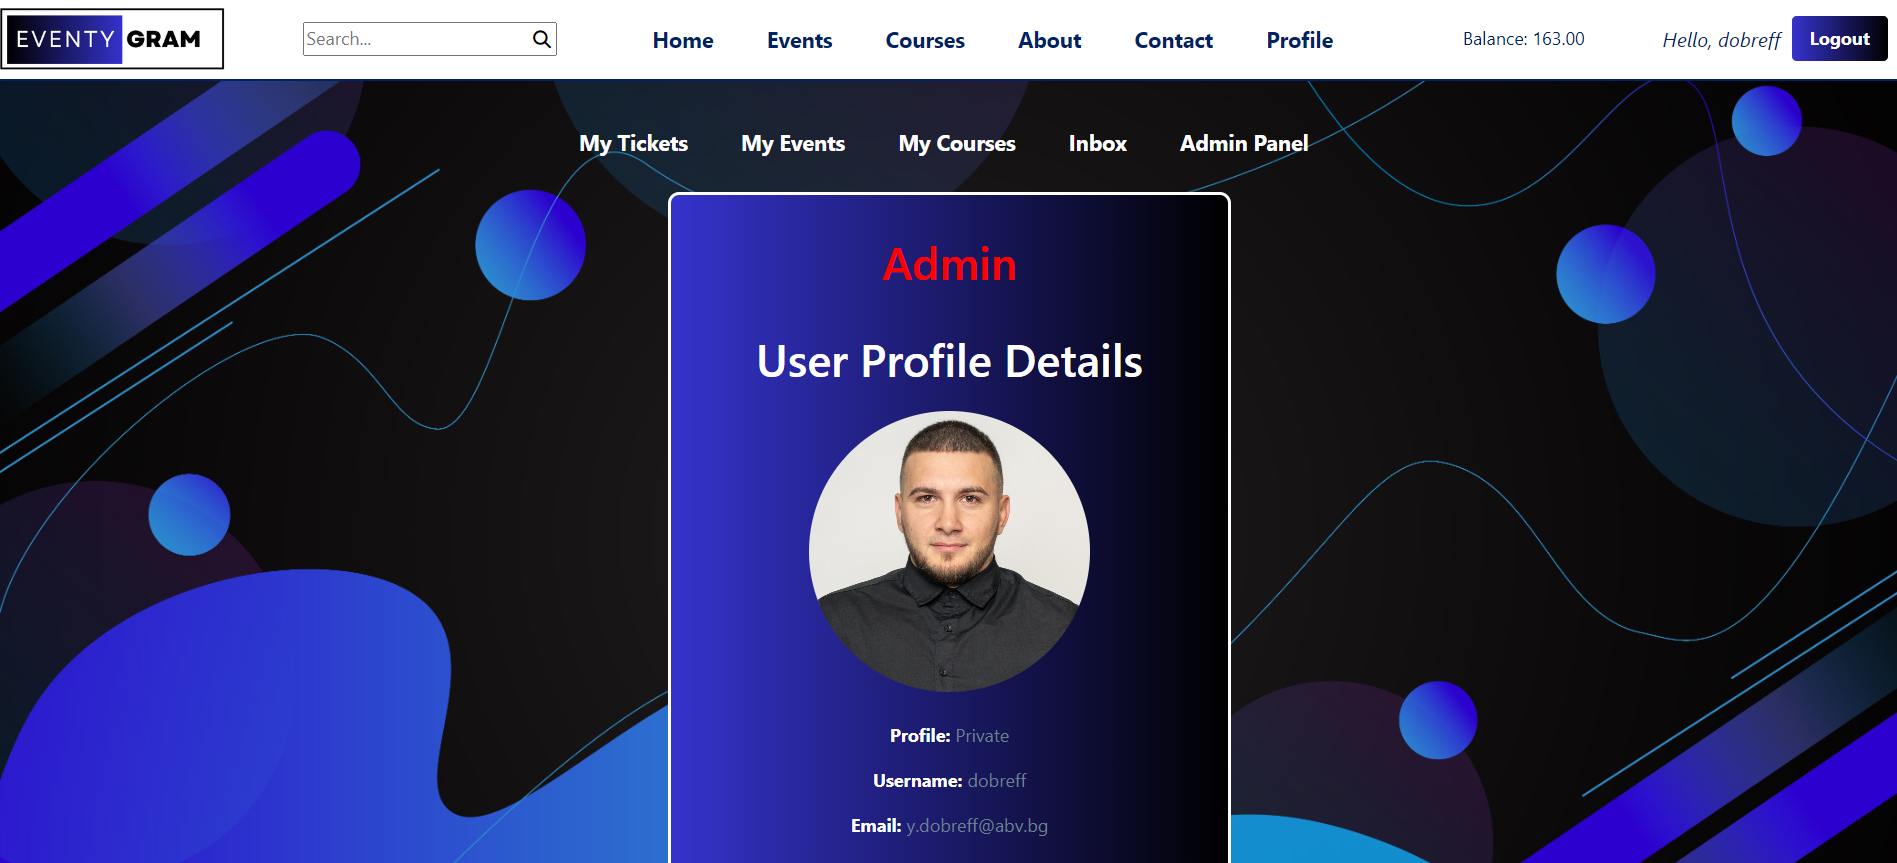 EVENTY GRAM
Search...
Home Events Courses About Contact Profile
Balance: 163.00
Hello, dobreff
Logout
My Tickets My Events My Courses Inbox Admin Panel
Admin
User Profile Details
Profile: Private
Username: dobreff
Email: y.dobreff@abv.bg